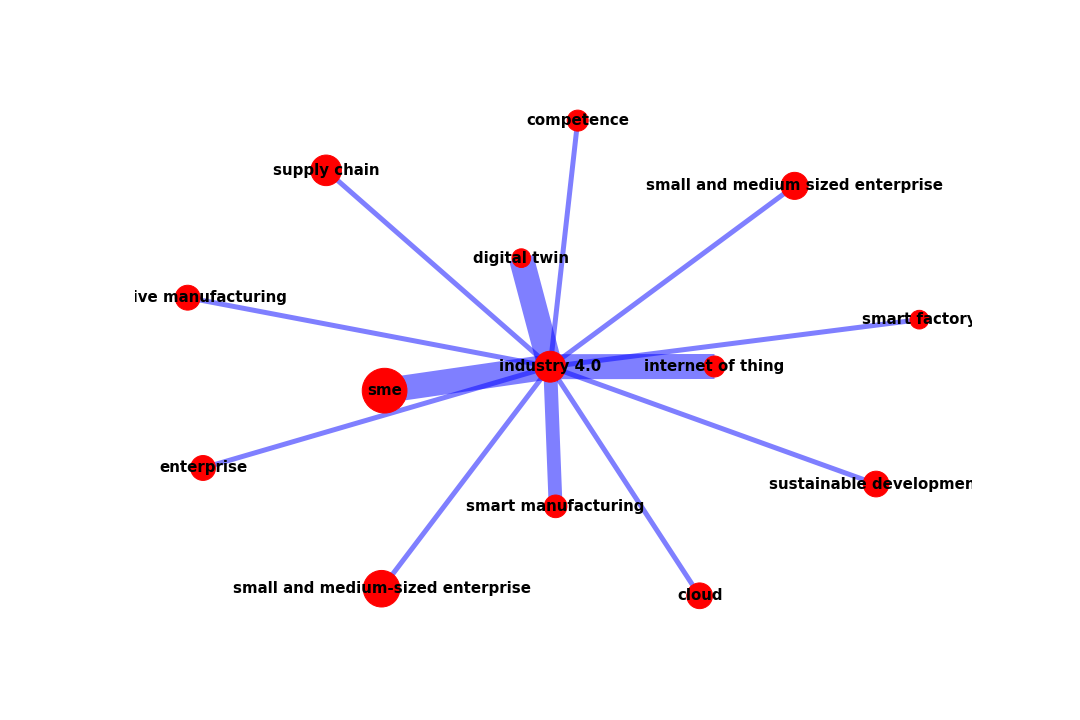 competence
supply chain
small and medium sized enterprise
digital twin
ive manufacturing
smart factory
industry 4.0
internet of thing
sme
enterprise
sustainable developmen
smart manufacturing
small and medium-sized enterprise
cloud